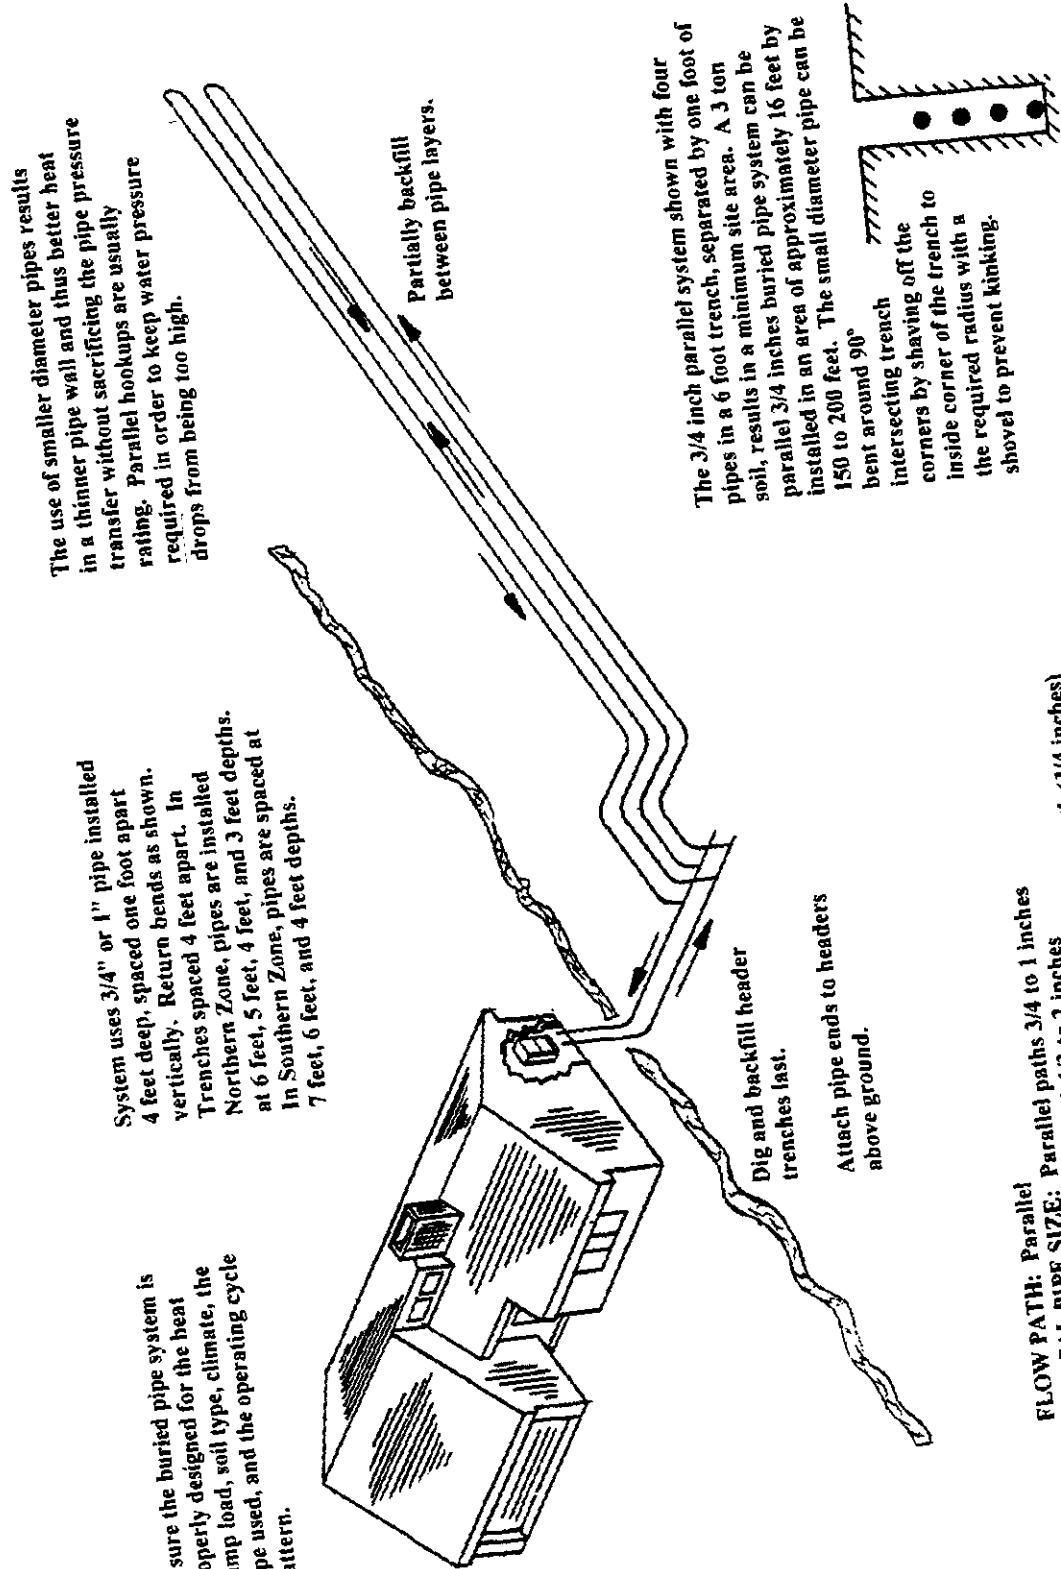 sure the buried pipe system is
designed for the heat
load, soil type, climate, the
used, and the operating cycle
System uses 3/4" or 1" pipe installed
4 feet deep, spaced one foot apart
vertically. Return bends as shown.
Trenches spaced 4 feet apart. In
Northern Zone, pipes are installed
at 6 feet, 5 feet, 4 feet, and 3 feet depths.
In Southern Zone, pipes are spaced at
7 feet, 6 feet, and 4 feet depths.
The use of smaller diameter pipes results
in a thinner pipe wall and thus better heat
transfer without sacrificing the pipe pressure
rating. Parallel hookups are usually
required in order to keep water pressure
drops from being too high.
Partially backfill
between pipe layers.
Dig and backfill header
trenches last.
Attach pipe ends to headers
above ground.
The 3/4 inch parallel system shown with four
pipes in a 6 foot trench, separated by one foot of
soil, results in a minimum site area. A 3 ton
parallel 3/4 inches buried pipe system can be
installed in an area of approximately 16 feet by
150 to 200 feet. The small diameter pipe can be
bent around 90°
intersecting trench
corners by shaving off the
inside corner of the trench to
the required radius with a
shovel to prevent kinking.
FLOW PATH: Parallel
PIPE SIZE: Parallel paths 3/4 to 1 inches
to 2 inches
(3/4 inches)